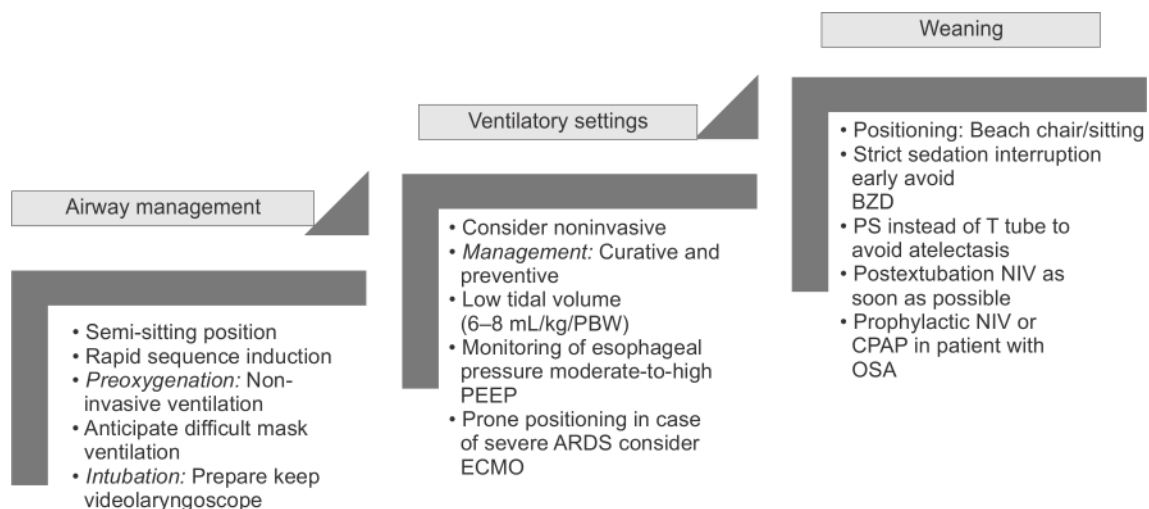 Airway management
• Semi-sitting position
• Rapid sequence induction
• Preoxygenation: Non-
invasive ventilation
• Anticipate difficult mask
ventilation
• Intubation: Prepare keep
videolaryngoscope
Ventilatory settings
• Consider noninvasive
• Management: Curative and
preventive
• Low tidal volume
(6–8 mL/kg/PBW)
• Monitoring of esophageal
pressure moderate-to-high
PEEP
• Prone positioning in case
of severe ARDS consider
ECMO
Weaning
• Positioning: Beach chair/sitting
• Strict sedation interruption
early avoid
BZD
• PS instead of T tube to
avoid atelectasis
• Postextubation NIV as
soon as possible
• Prophylactic NIV or
CPAP in patient with
OSA